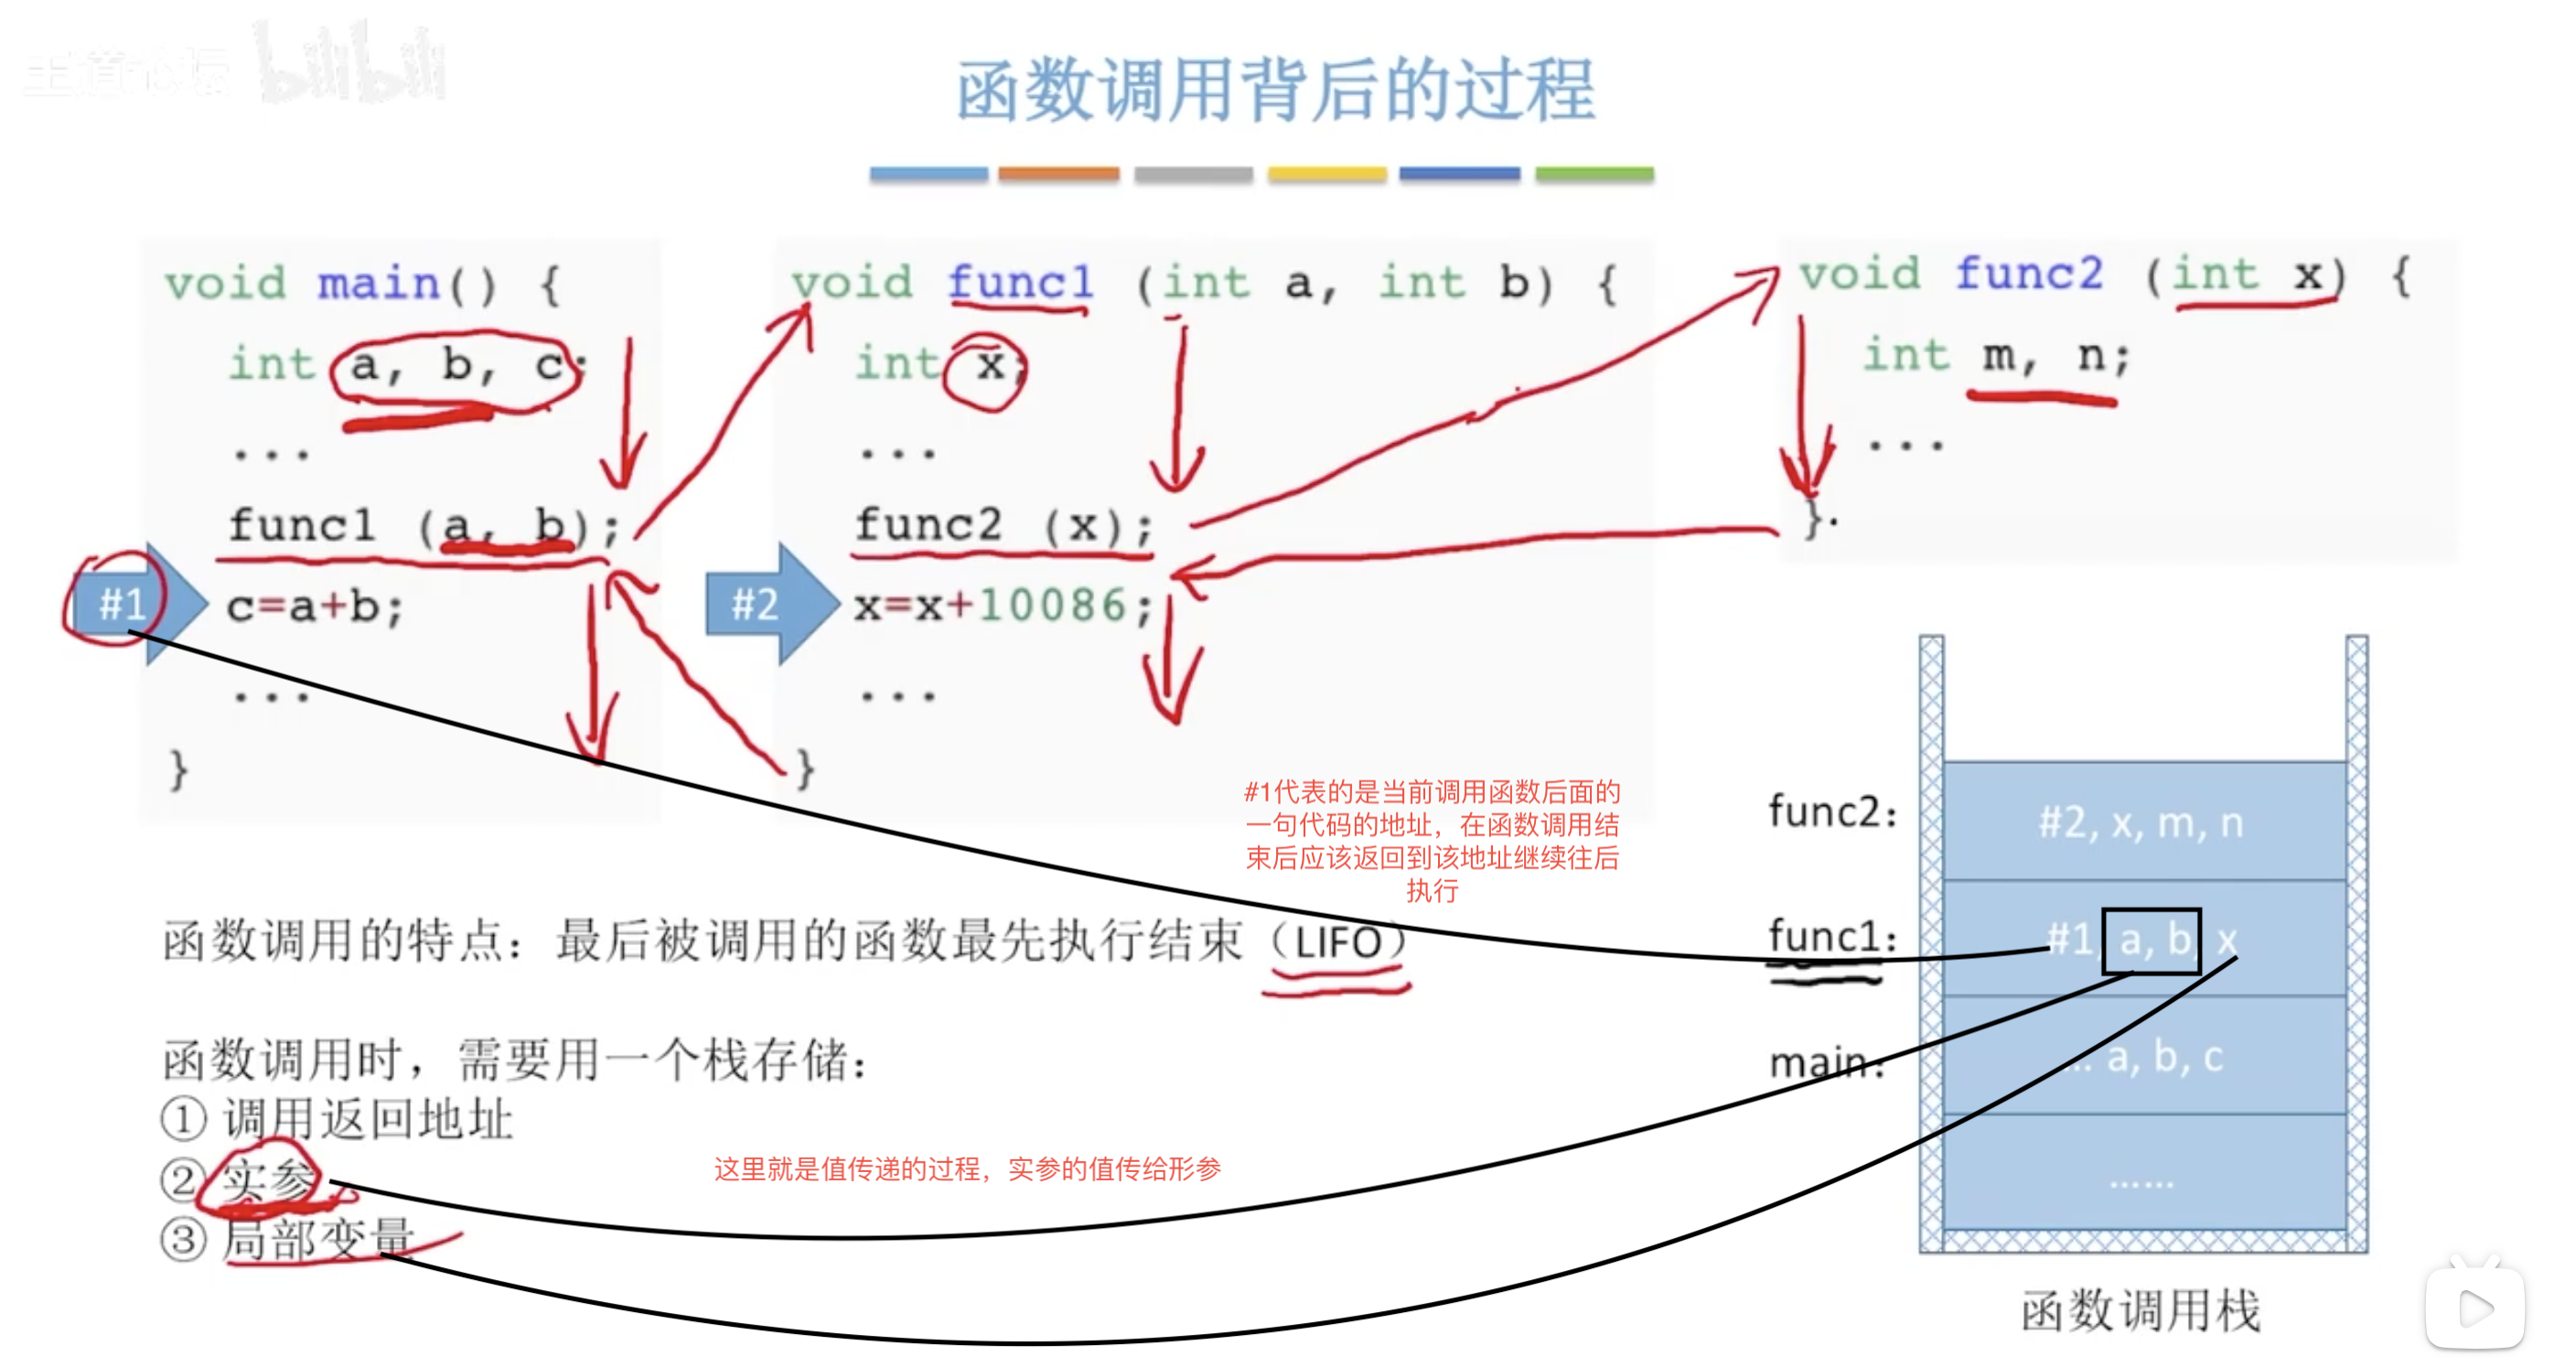 王道论坛 bilibili
函数调用背后的过程
void main() {
int a, b, c;
...
func1 (a, b);
#1
c=a+b;
...
}
void func1 (int a, int b) {
int x;
...
func2 (x);
#2
x=x+10086;
...
}
void func2 (int x) {
int m, n;
...
}
#1代表的是当前调用函数后面的
一句代码的地址，在函数调用结
束后应该返回到该地址继续往后
执行
函数调用的特点：最后被调用的函数最先执行结束（LIFO）
函数调用时，需要用一个栈存储：
① 调用返回地址
② 实参
③ 局部变量
这里就是值传递的过程，实参的值传给形参
func2：
#2, x, m, n
func1：
#1, a, b, x
main：
... a, b, c
......
函数调用栈